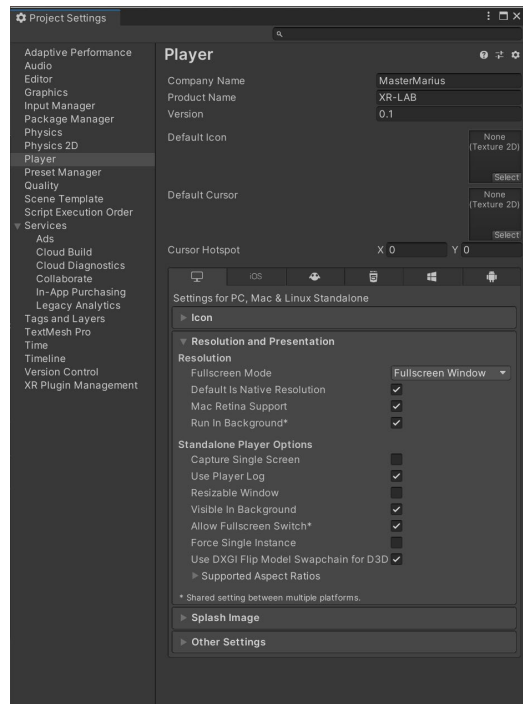 Project Settings
Adaptive Performance
Audio
Editor
Graphics
Input Manager
Package Manager
Physics
Physics 2D
Player
Preset Manager
Quality
Scene Template
Script Execution Order
Services
Ads
Cloud Build
Cloud Diagnostics
Collaborate
In-App Purchasing
Legacy Analytics
Tags and Layers
TextMesh Pro
Time
Timeline
Version Control
XR Plugin Management
Player
Company Name MasterMarius
Product Name XR-LAB
Version 0.1
Default Icon
None
(Texture 2D)
Select
Default Cursor
None
(Texture 2D)
Select
Cursor Hotspot X 0 Y 0
iOS
Settings for PC, Mac & Linux Standalone
Icon
Resolution and Presentation
Resolution
Fullscreen Mode Fullscreen Window
Default Is Native Resolution
Mac Retina Support
Run In Background*
Standalone Player Options
Capture Single Screen
Use Player Log
Resizable Window
Visible In Background
Allow Fullscreen Switch*
Force Single Instance
Use DXGI Flip Model Swapchain for D3D
Supported Aspect Ratios
* Shared setting between multiple platforms.
Splash Image
Other Settings